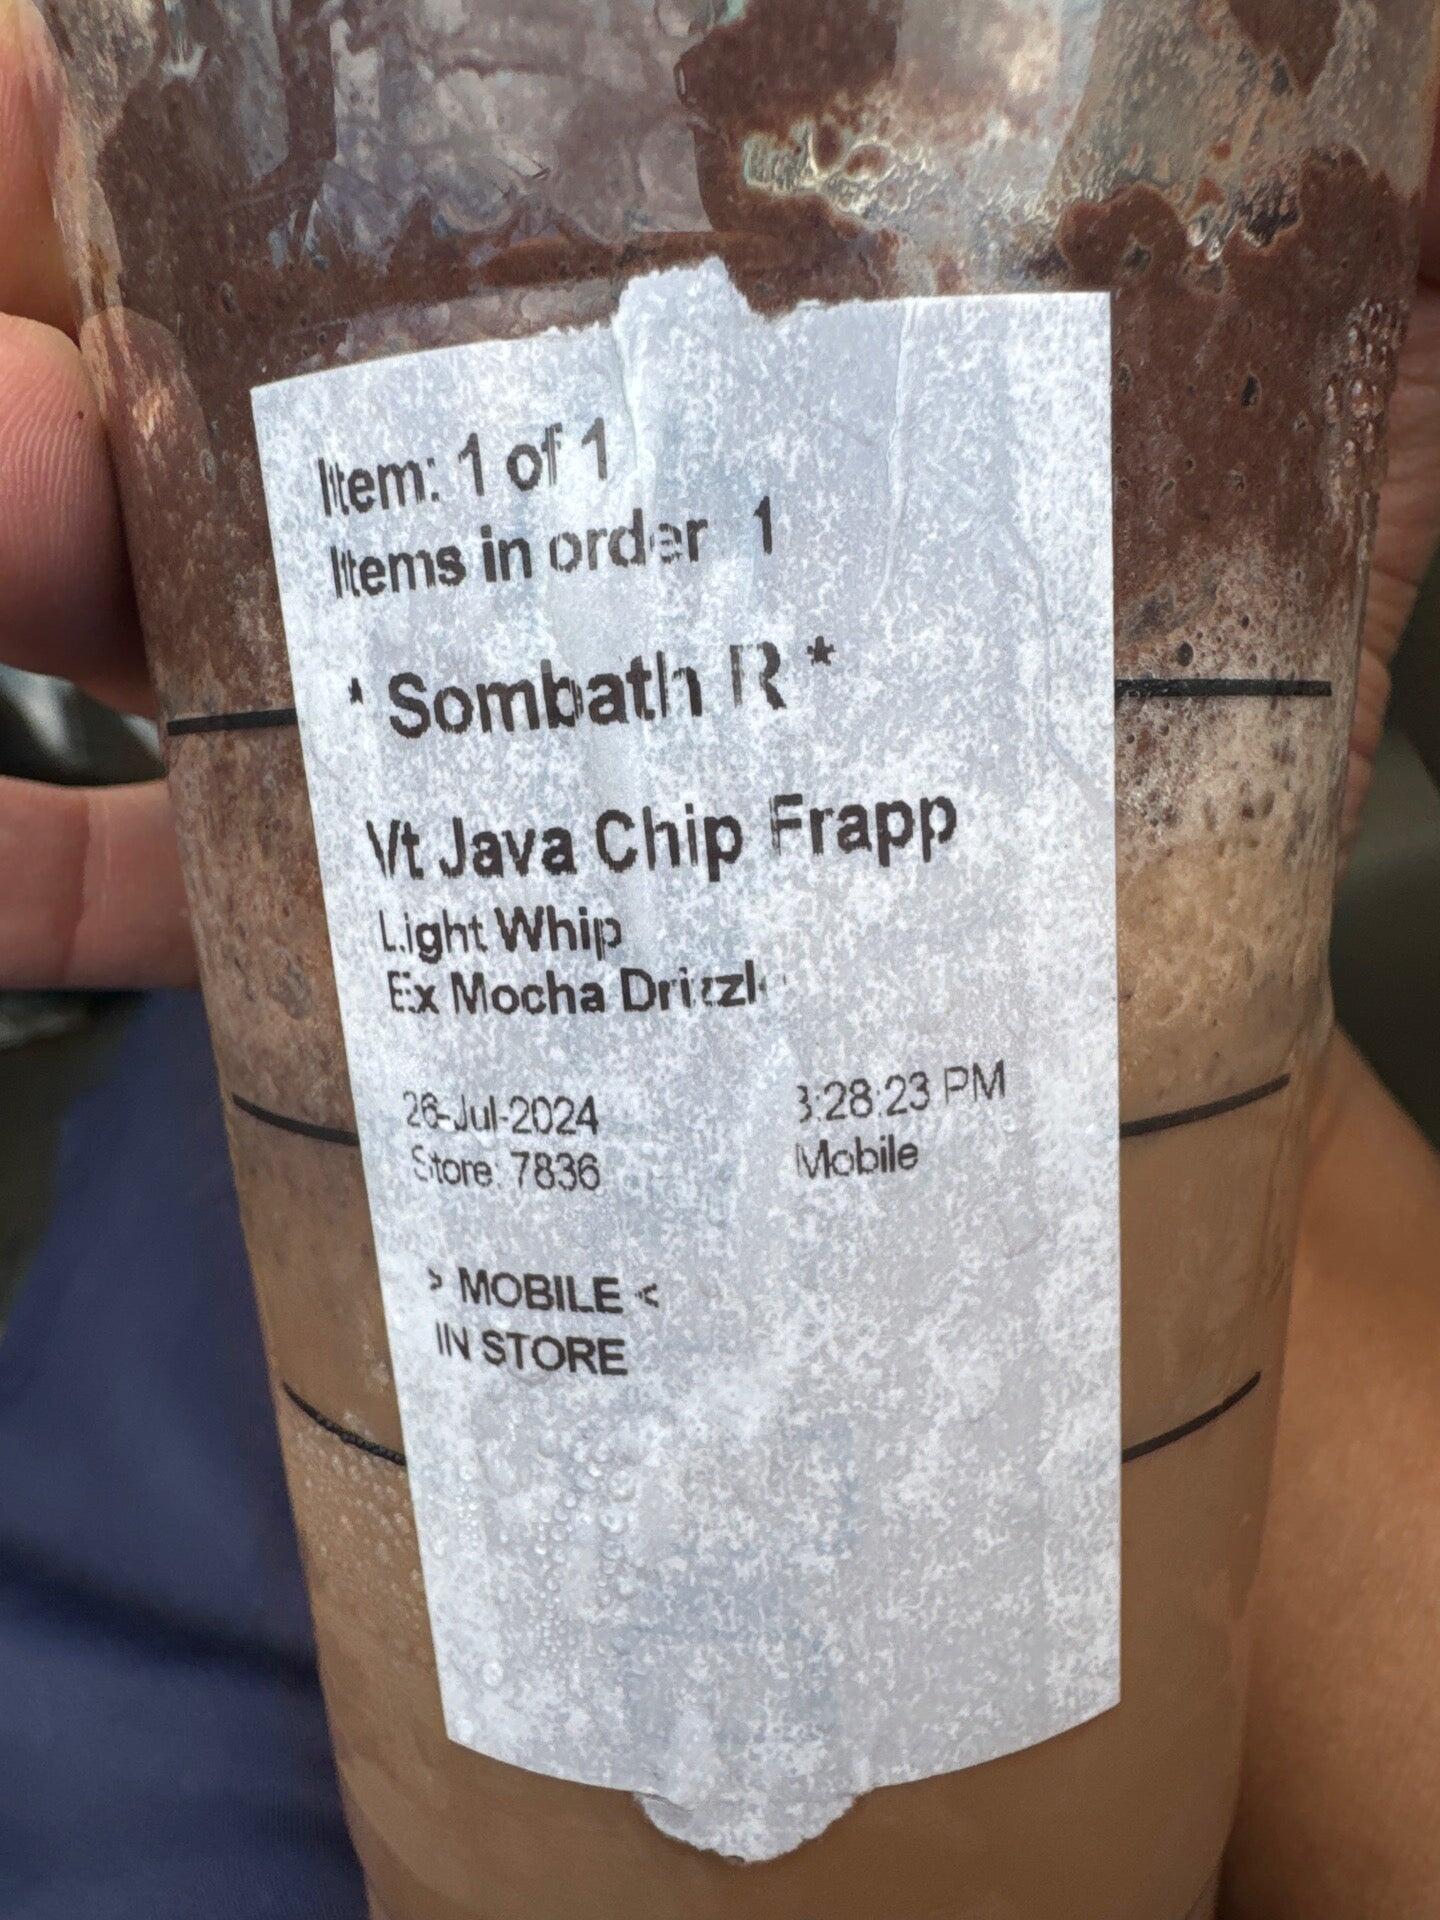 Item: 1 of 1
Items in order 1
* Sombath R *
Vt Java Chip Frapp
Light Whip
Ex Mocha Drizzl
26-Jul-2024 3:28:23 PM
Store: 7836 Mobile
> MOBILE <
IN STORE